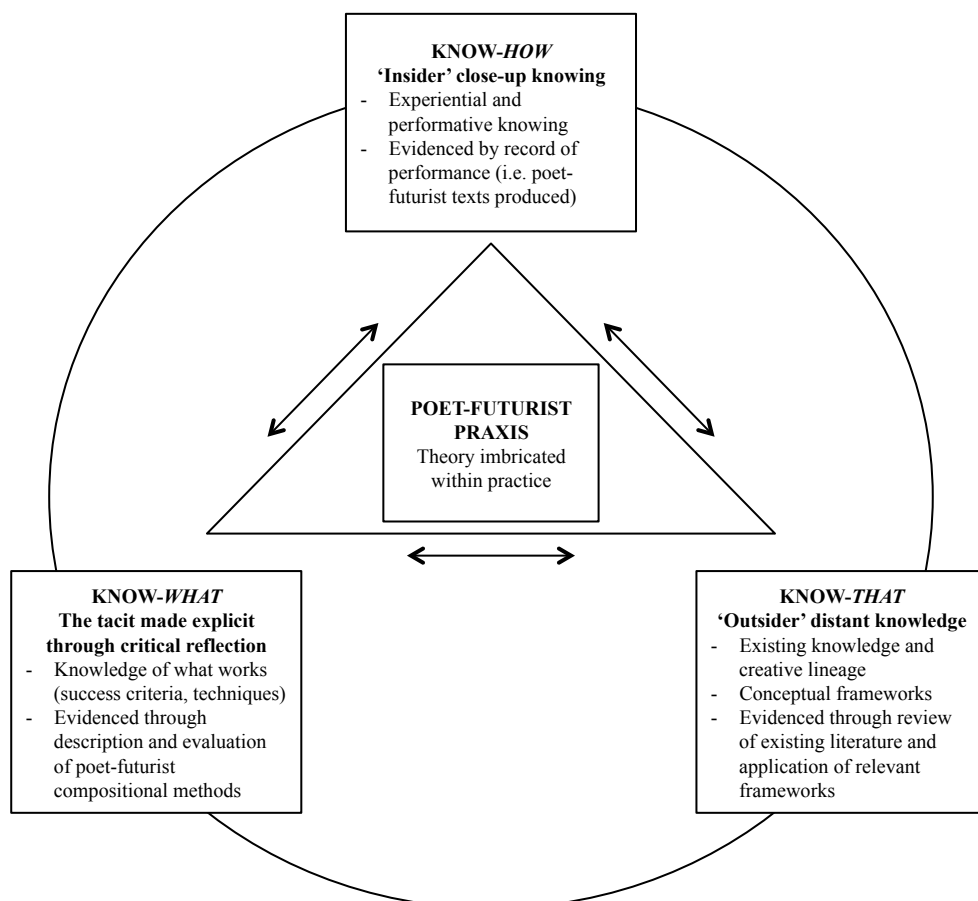 KNOW-HOW
‘Insider’ close-up knowing
- Experiential and
performative knowing
- Evidenced by record of
performance (i.e. poet-
futurist texts produced)
POET-FUTURIST
PRAXIS
Theory imbricated
within practice
KNOW-WHAT
The tacit made explicit
through critical reflection
- Knowledge of what works
(success criteria, techniques)
- Evidenced through
description and evaluation
of poet-futurist
compositional methods
KNOW-THAT
‘Outsider’ distant knowledge
- Existing knowledge and
creative lineage
- Conceptual frameworks
- Evidenced through review
of existing literature and
application of relevant
frameworks